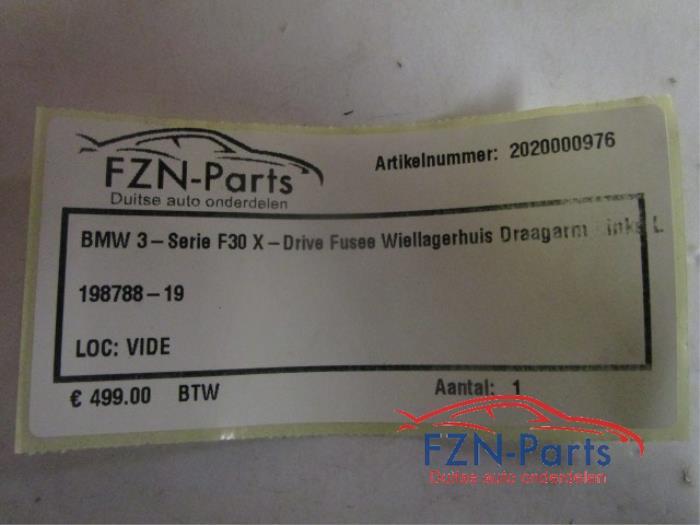 FZN-Parts
Duitse auto onderdelen
Artikelnummer: 2020000976
BMW 3-Serie F30 X-Drive Fusee Wiellagerhuis Draagarm Links L
198788-19
LOC: VIDE
€ 499.00 BTW
Aantal: 1
FZN-Parts
Duitse auto onderdelen